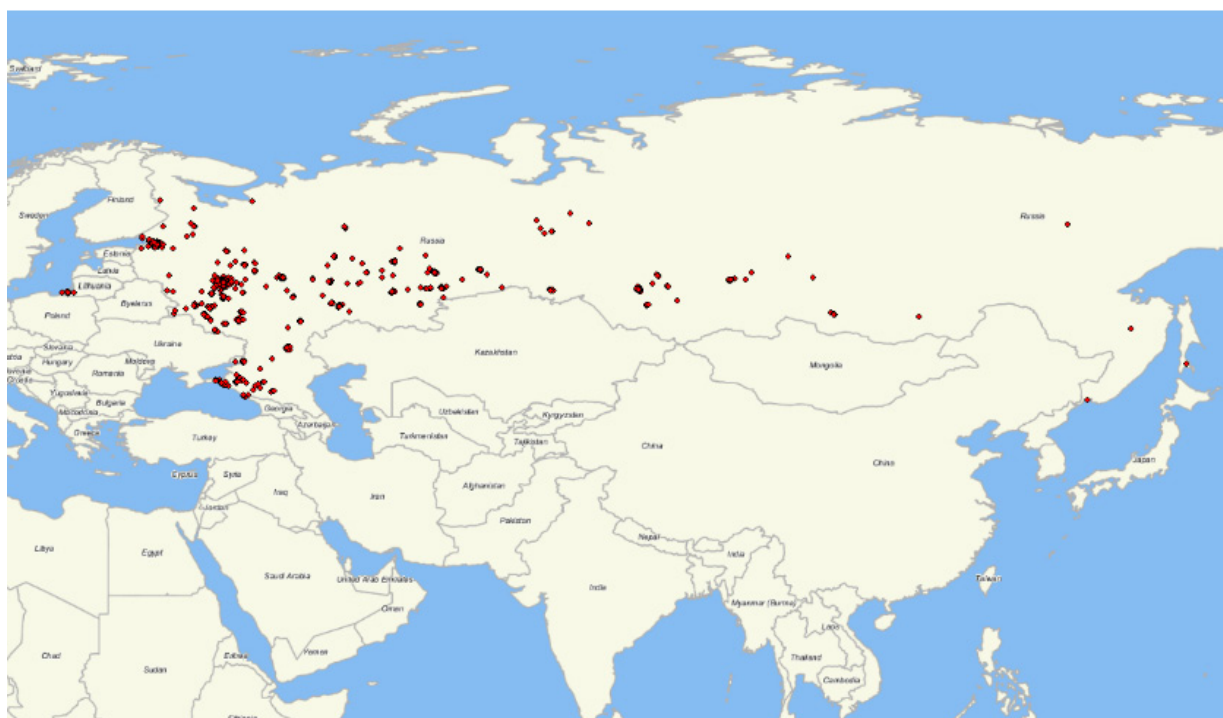 Svalbard
Finland
Sweden
Russia
Russia
Estonia
Latvia
Lithuania
Byelarus
Poland
Ukraine
Slovakia
Moldova
Kazakhstan
Mongolia
Hungary
Romania
Yugoslavia
Bulgaria
Macedonia
Georgia
Uzbekistan
Kyrgyzstan
Greece
Azerbaijan
Turkey
Turkmenistan
Tajikistan
China
China
Japan
Cyprus
Syria
Iraq
Iran
Afghanistan
Jordan
Pakistan
Nepal
Libya
Egypt
India
Saudi Arabia
United Arab Emirates
Taiwan
India
Oman
Myanmar (Burma)
Laos
Chad
Sudan
Eritrea
Yemen
Thailand
Cambodia
Ethiopia